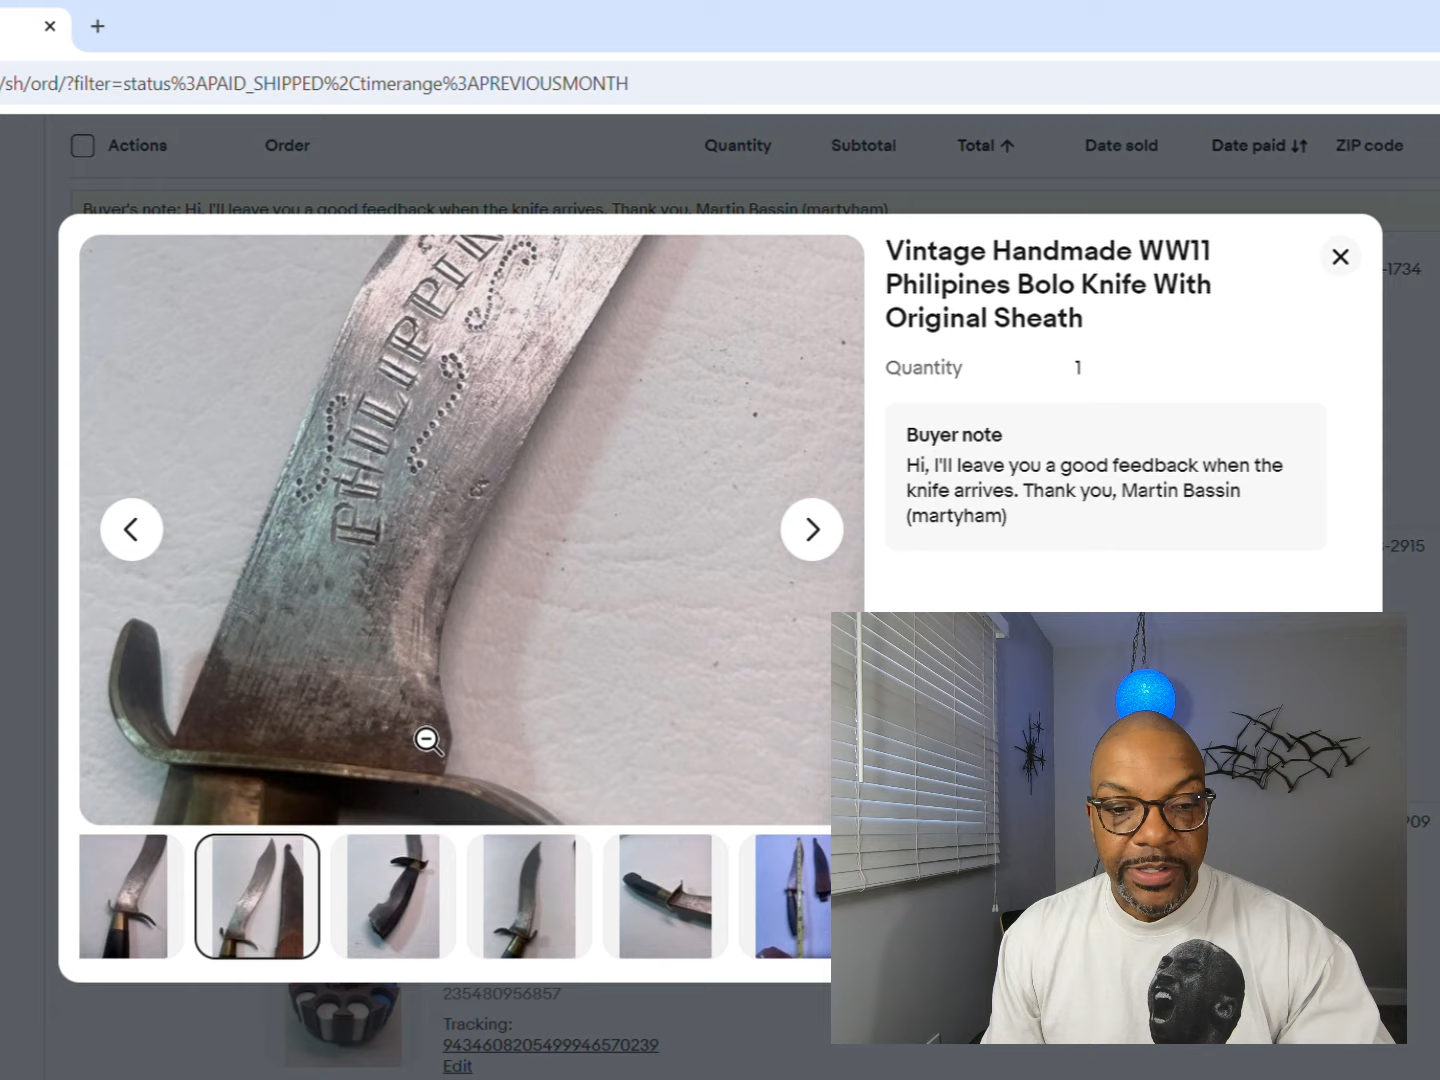 /sh/ord/?filter=status%3APAID_SHIPPED%2Ctimerange%3APREVIOUSMONTH
Actions Order Quantity Subtotal Total Date sold Date paid ZIP code
Buyer's note: Hi, I'll leave you a good feedback when the knife arrives. Thank you, Martin Bassin (martyham)
Vintage Handmade WW11
Philipines Bolo Knife With
Original Sheath
-1734
Quantity 1
Buyer note
Hi, I'll leave you a good feedback when the
knife arrives. Thank you, Martin Bassin
(martyham)
-2915
PHILIPPIN
909
235480956857
Tracking:
9434608205499946570239
Edit